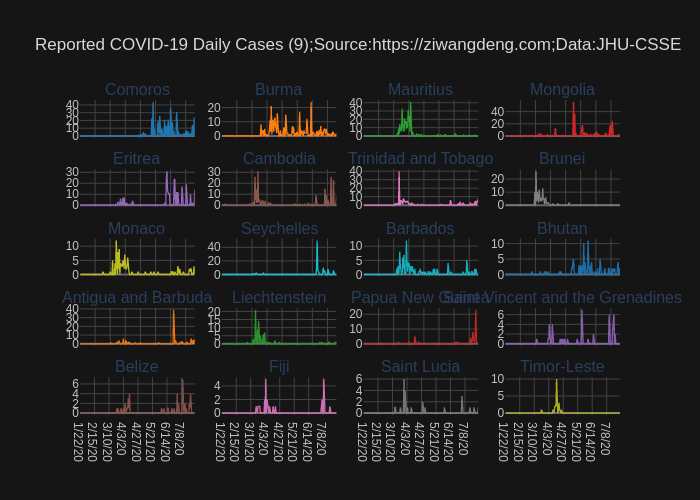 Reported COVID-19 Daily Cases (9);Source:https://ziwangdeng.com;Data:JHU-CSSE
Comoros Burma Mauritius Mongolia
40 30 20 10 0
20 10 0
40 30 20 10 0
40 20 0
Eritrea Cambodia Trinidad and Tobago Brunei
30 20 10 0
30 20 10 0
40 30 20 10 0
20 10 0
Monaco Seychelles Barbados Bhutan
10 5 0
40 20 0
10 5 0
10 5 0
Antigua and Barbuda Liechtenstein Papua New Guinea Saint Vincent and the Grenadines
40 30 20 10 0
20 15 10 5 0
20 10 0
6 4 2 0
Belize Fiji Saint Lucia Timor-Leste
6 4 2 0
4 2 0
6 4 2 0
10 5 0
1/22/20 2/15/20 3/10/20 4/3/20 4/27/20 5/21/20 6/14/20 7/8/20
1/22/20 2/15/20 3/10/20 4/3/20 4/27/20 5/21/20 6/14/20 7/8/20
1/22/20 2/15/20 3/10/20 4/3/20 4/27/20 5/21/20 6/14/20 7/8/20
1/22/20 2/15/20 3/10/20 4/3/20 4/27/20 5/21/20 6/14/20 7/8/20